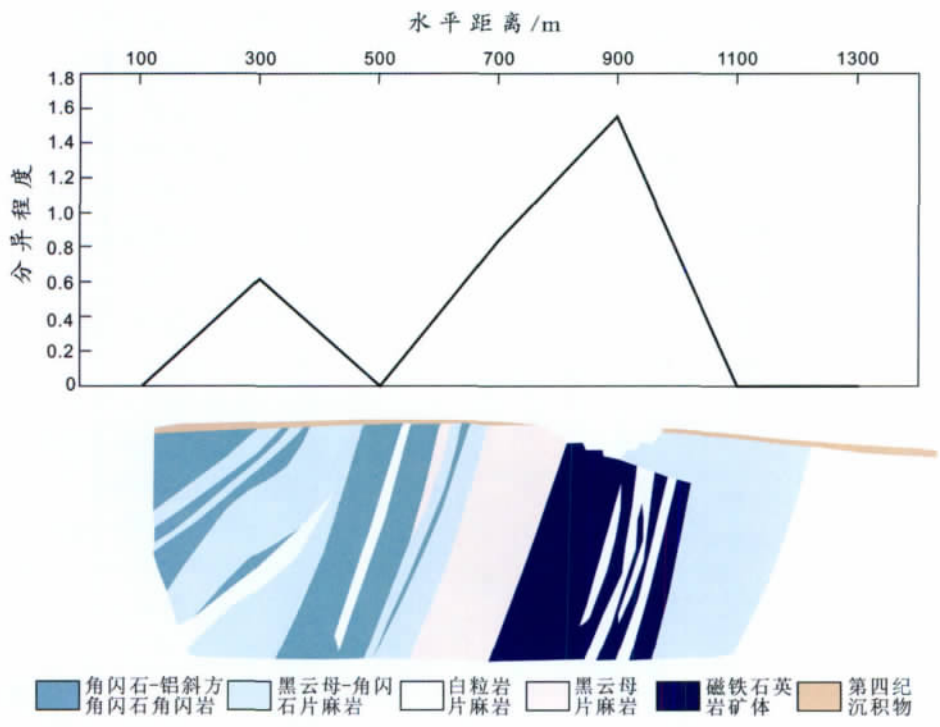 水平距离/m
100 300 500 700 900 1100 1300
1.8
1.6
1.4
1.2
1.0
0.8
0.6
0.4
0.2
0
分异程度
角闪石-铝斜方
角闪石角闪岩
黑云母-角闪
石片麻岩
白粒岩
片麻岩
黑云母
片麻岩
磁铁石英
岩矿体
第四纪
沉积物